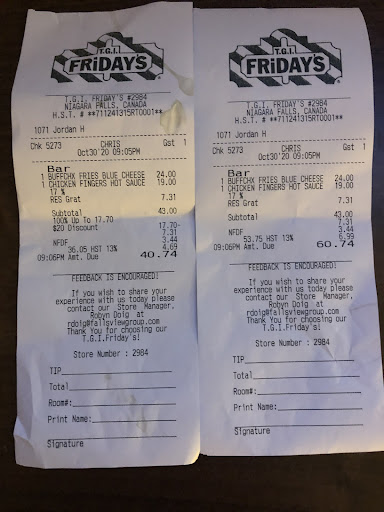 T.G.I.
FRiDAY'S
T.G.I. FRIDAY'S #2984
NIAGARA FALLS, CANADA
H.S.T. # **711241315RT0001**
1071 Jordan H
CHRIS
Chk 5273 Gst 1
Oct30'20 09:05PM
Bar
1 BUFFCHX FRIES BLUE CHEESE 24.00
1 CHICKEN FINGERS HOT SAUCE 19.00
17 %
RES Grat 7.31
Subtotal 43.00
100% Up To 17.70
$20 Discount 17.70-
7.31
NFDF 3.44
36.05 HST 13% 4.69
09:06PM Amt. Due 40.74
FEEDBACK IS ENCOURAGED!
If you wish to share your
experience with us today please
contact our Store Manager,
Robyn Doig at
rdoig@fallsviewgroup.com
Thank You for choosing our
T.G.I.Friday's!
Store Number : 2984
TIP
Total
Room#:
Print Name:
Signature
T.G.I.
FRiDAY'S
T.G.I. FRIDAY'S #2984
NIAGARA FALLS, CANADA
H.S.T. # **711241315RT0001**
1071 Jordan H
Chk 5273 CHRIS Gst 1
Oct30'20 09:05PM
Bar
1 BUFFCHX FRIES BLUE CHEESE 24.00
1 CHICKEN FINGERS HOT SAUCE 19.00
17 %
RES Grat 7.31
Subtotal 43.00
7.31
NFDF 3.44
53.75 HST 13% 6.99
09:06PM Amt. Due 60.74
FEEDBACK IS ENCOURAGED!
If you wish to share your
experience with us today please
contact our Store Manager,
Robyn Doig at
rdoig@fallsviewgroup.com
Thank You for choosing our
T.G.I.Friday's!
Store Number : 2984
TIP
Total
Room#:
Print Name:
Signature